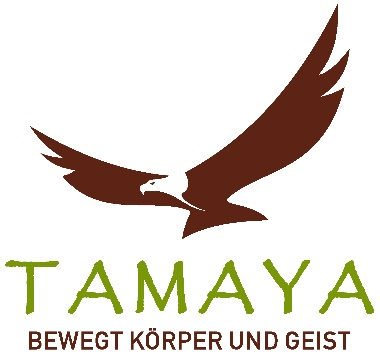 TAMAYA
BEWEGT KÖRPER UND GEIST